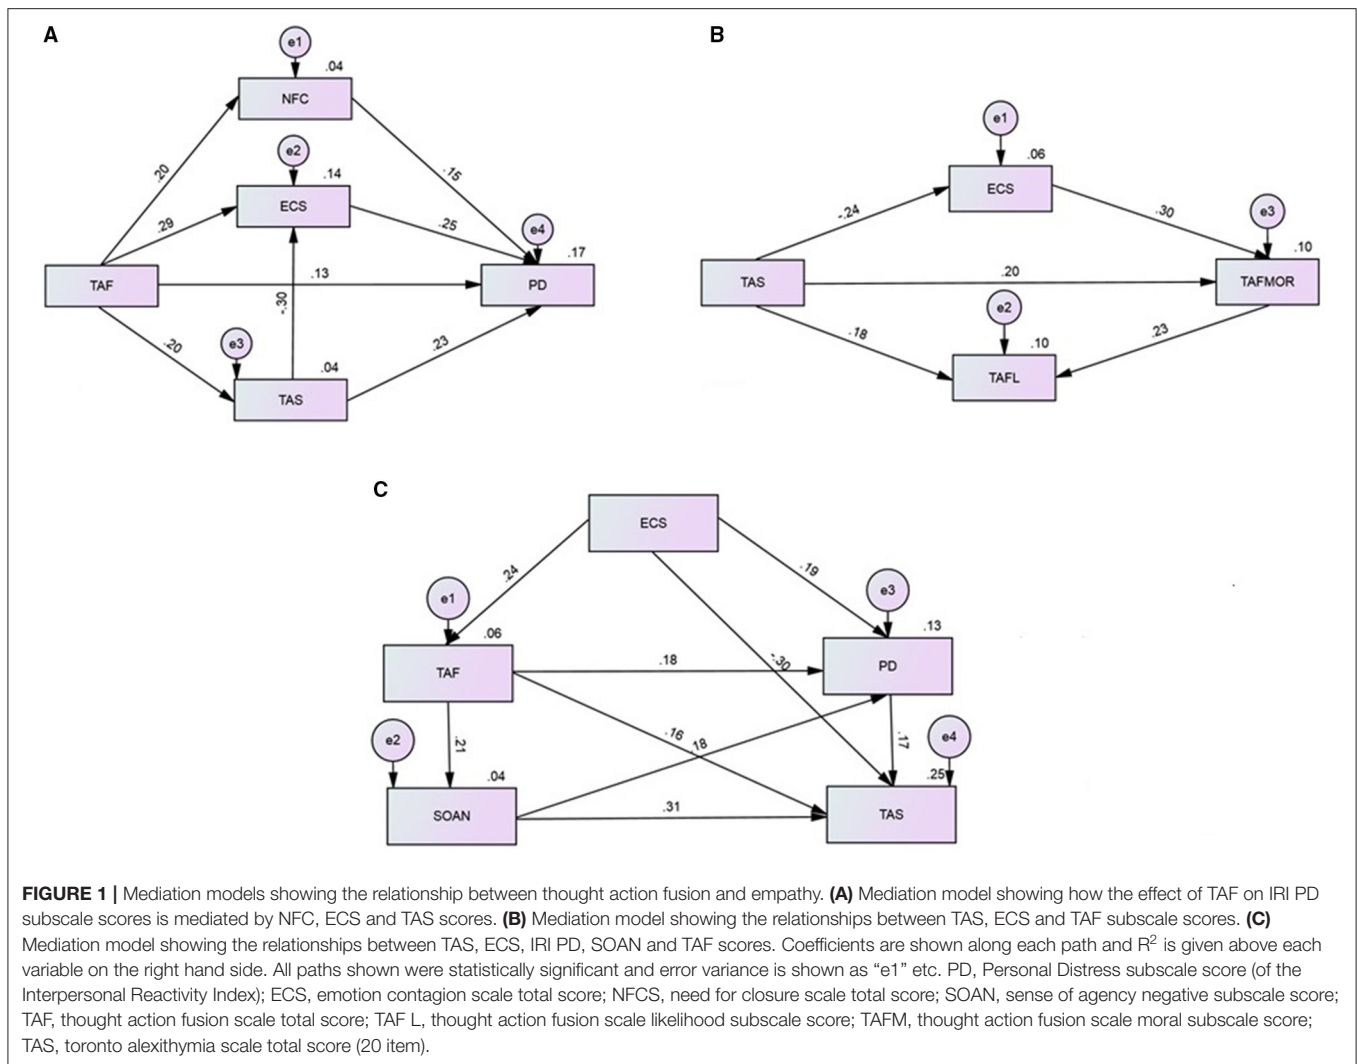 A
e1
.04
NFC
e2
.20
.15
.14
ECS
.29
.25
e4
.17
TAF
.13
PD
-.30
.20
e3
.23
.04
TAS
B
e1
.06
ECS
-.24
.30
e3
.10
TAS
.20
TAFMOR
e2
.18
.23
.10
TAFL
C
ECS
.24
.19
e1
e3
.06
.13
TAF
.18
-.30
PD
e2
.21
.16
.18
.17
e4
.04
.25
SOAN
.31
TAS
FIGURE 1 | Mediation models showing the relationship between thought action fusion and empathy. (A) Mediation model showing how the effect of TAF on IRI PD
subscale scores is mediated by NFC, ECS and TAS scores. (B) Mediation model showing the relationships between TAS, ECS and TAF subscale scores. (C)
Mediation model showing the relationships between TAS, ECS, IRI PD, SOAN and TAF scores. Coefficients are shown along each path and R² is given above each
variable on the right hand side. All paths shown were statistically significant and error variance is shown as “e1” etc. PD, Personal Distress subscale score (of the
Interpersonal Reactivity Index); ECS, emotion contagion scale total score; NFCS, need for closure scale total score; SOAN, sense of agency negative subscale score;
TAF, thought action fusion scale total score; TAF L, thought action fusion scale likelihood subscale score; TAFM, thought action fusion scale moral subscale score;
TAS, toronto alexithymia scale total score (20 item).